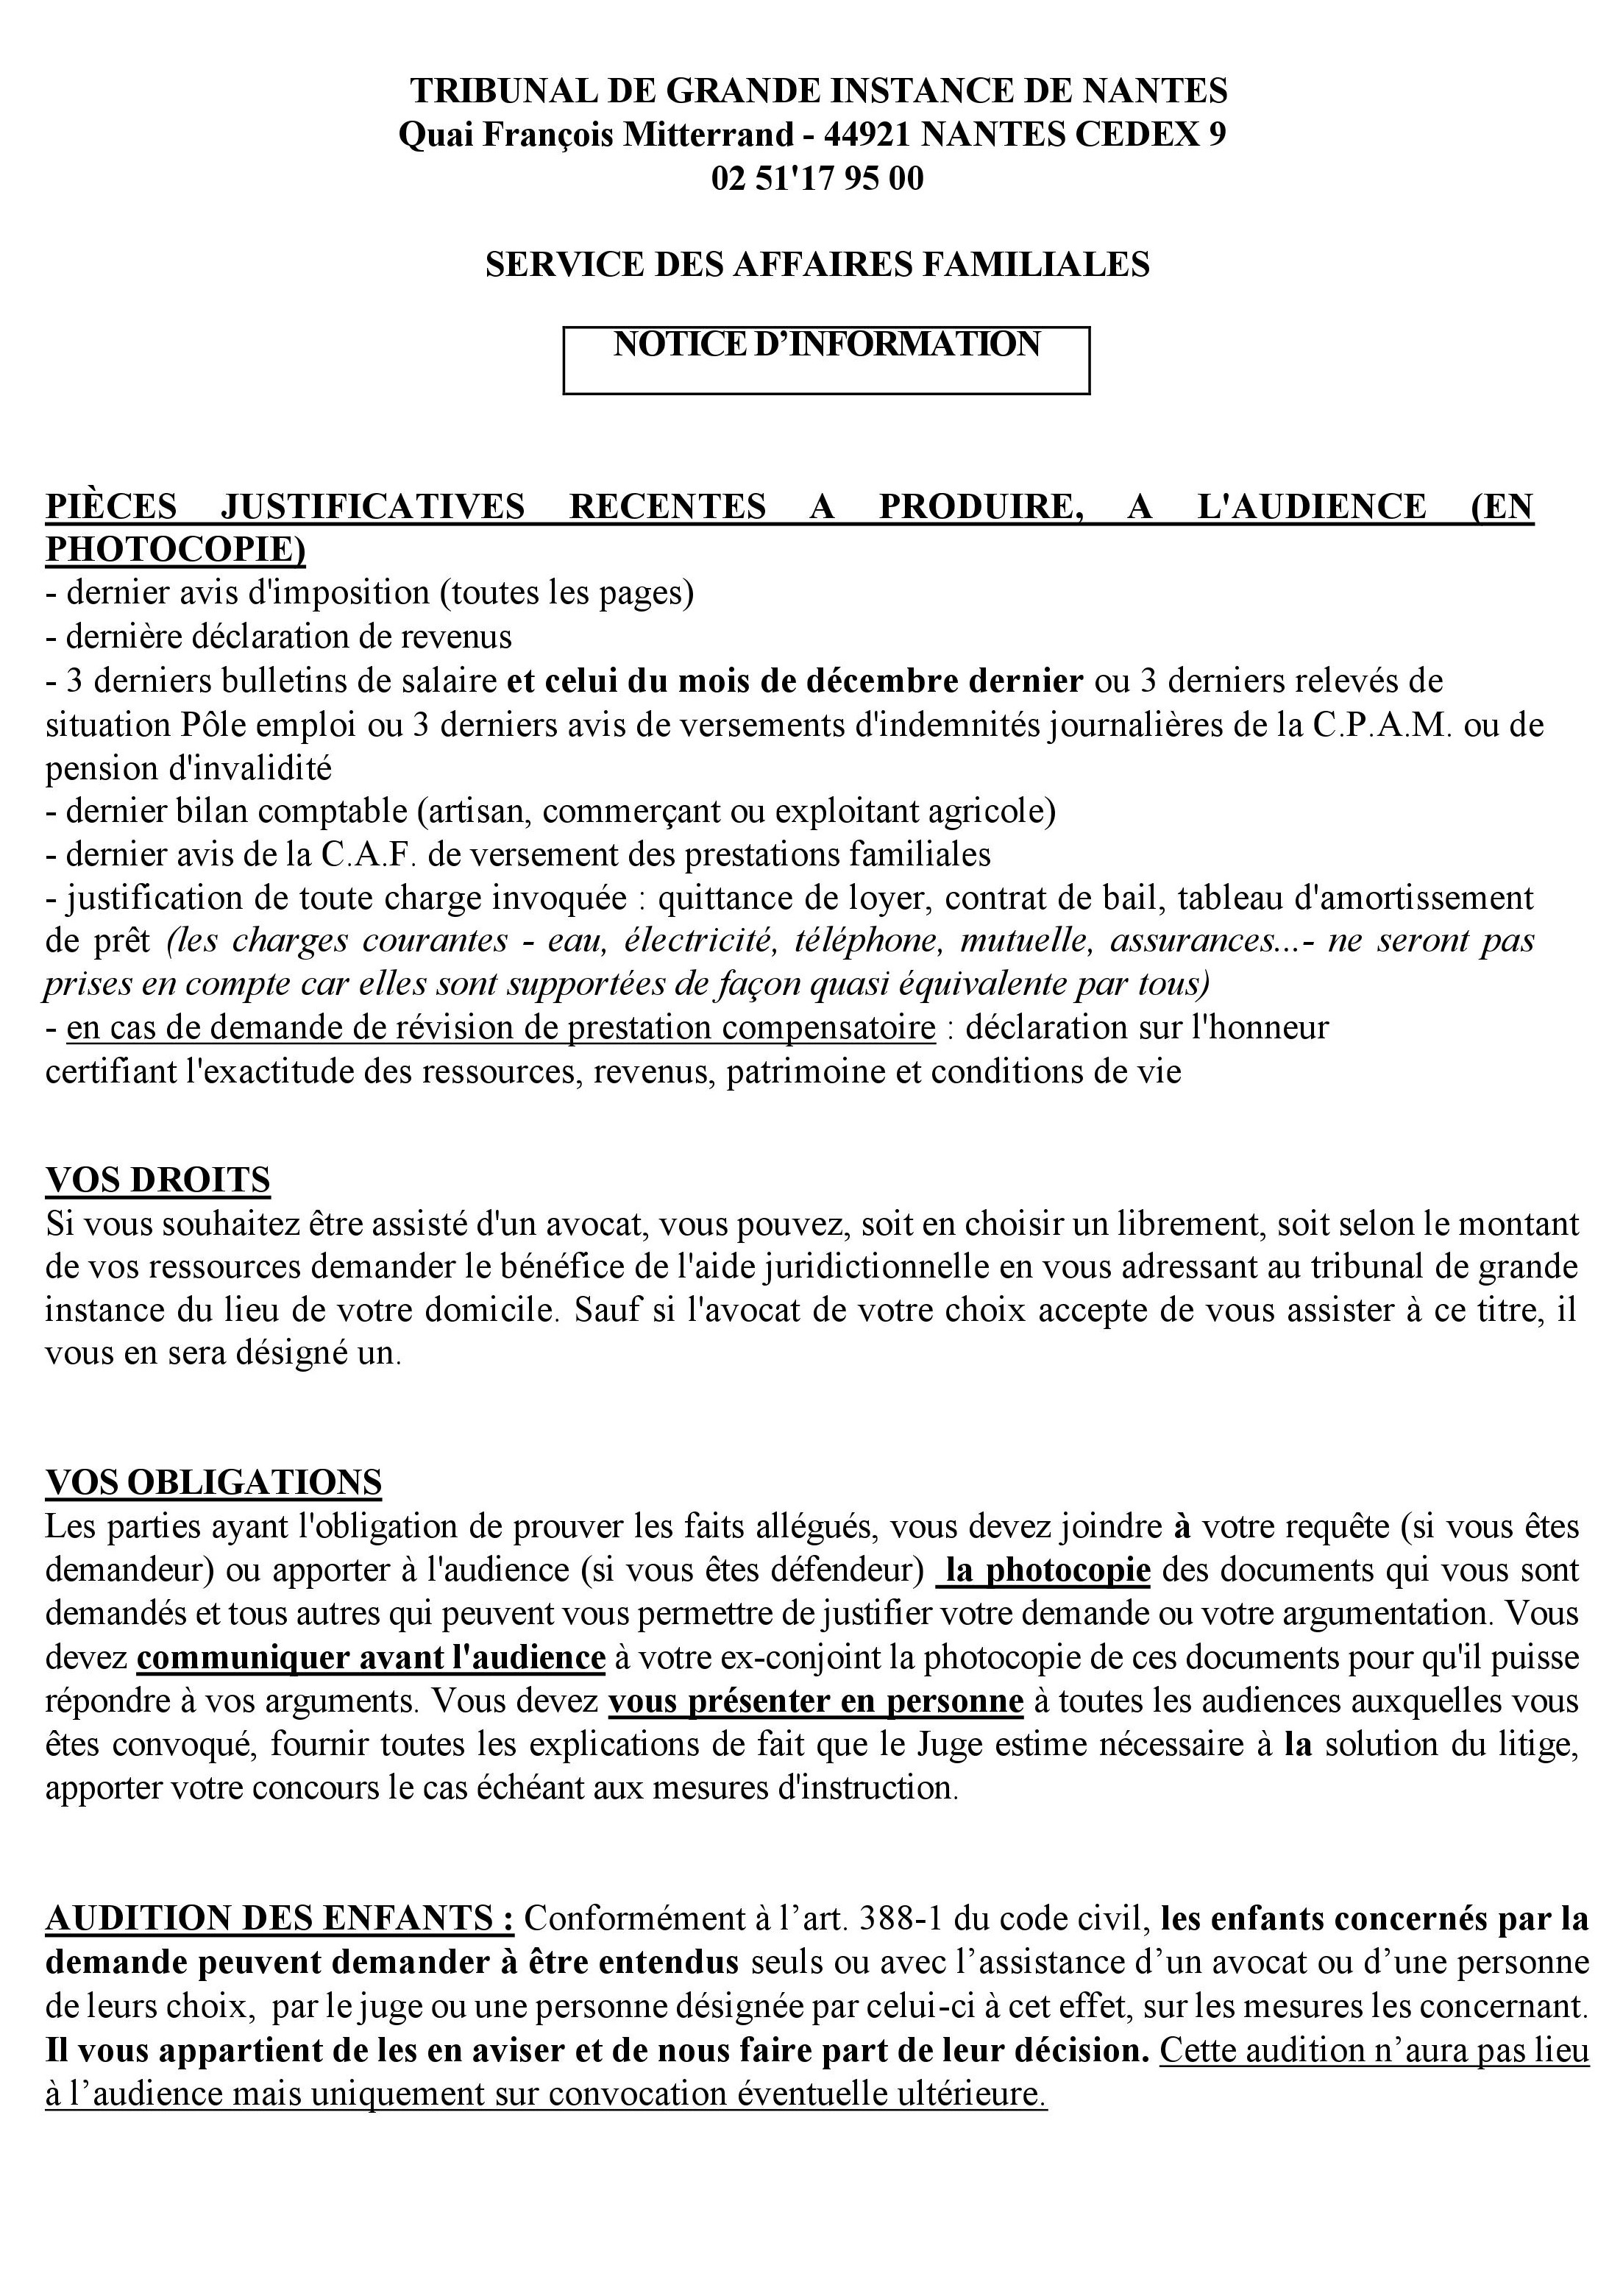 TRIBUNAL DE GRANDE INSTANCE DE NANTES
Quai François Mitterrand - 44921 NANTES CEDEX 9
02 51'17 95 00
SERVICE DES AFFAIRES FAMILIALES
NOTICE D’INFORMATION
PIÈCES JUSTIFICATIVES RECENTES A PRODUIRE, A L'AUDIENCE (EN
PHOTOCOPIE)
- dernier avis d'imposition (toutes les pages)
- dernière déclaration de revenus
- 3 derniers bulletins de salaire et celui du mois de décembre dernier ou 3 derniers relevés de
situation Pôle emploi ou 3 derniers avis de versements d'indemnités journalières de la C.P.A.M. ou de
pension d'invalidité
- dernier bilan comptable (artisan, commerçant ou exploitant agricole)
- dernier avis de la C.A.F. de versement des prestations familiales
- justification de toute charge invoquée : quittance de loyer, contrat de bail, tableau d'amortissement
de prêt (les charges courantes - eau, électricité, téléphone, mutuelle, assurances...- ne seront pas
prises en compte car elles sont supportées de façon quasi équivalente par tous)
- en cas de demande de révision de prestation compensatoire : déclaration sur l'honneur
certifiant l'exactitude des ressources, revenus, patrimoine et conditions de vie
VOS DROITS
Si vous souhaitez être assisté d'un avocat, vous pouvez, soit en choisir un librement, soit selon le montant
de vos ressources demander le bénéfice de l'aide juridictionnelle en vous adressant au tribunal de grande
instance du lieu de votre domicile. Sauf si l'avocat de votre choix accepte de vous assister à ce titre, il
vous en sera désigné un.
VOS OBLIGATIONS
Les parties ayant l'obligation de prouver les faits allégués, vous devez joindre à votre requête (si vous êtes
demandeur) ou apporter à l'audience (si vous êtes défendeur) la photocopie des documents qui vous sont
demandés et tous autres qui peuvent vous permettre de justifier votre demande ou votre argumentation. Vous
devez communiquer avant l'audience à votre ex-conjoint la photocopie de ces documents pour qu'il puisse
répondre à vos arguments. Vous devez vous présenter en personne à toutes les audiences auxquelles vous
êtes convoqué, fournir toutes les explications de fait que le Juge estime nécessaire à la solution du litige,
apporter votre concours le cas échéant aux mesures d'instruction.
AUDITION DES ENFANTS : Conformément à l’art. 388-1 du code civil, les enfants concernés par la
demande peuvent demander à être entendus seuls ou avec l’assistance d’un avocat ou d’une personne
de leurs choix, par le juge ou une personne désignée par celui-ci à cet effet, sur les mesures les concernant.
Il vous appartient de les en aviser et de nous faire part de leur décision. Cette audition n’aura pas lieu
à l’audience mais uniquement sur convocation éventuelle ultérieure.